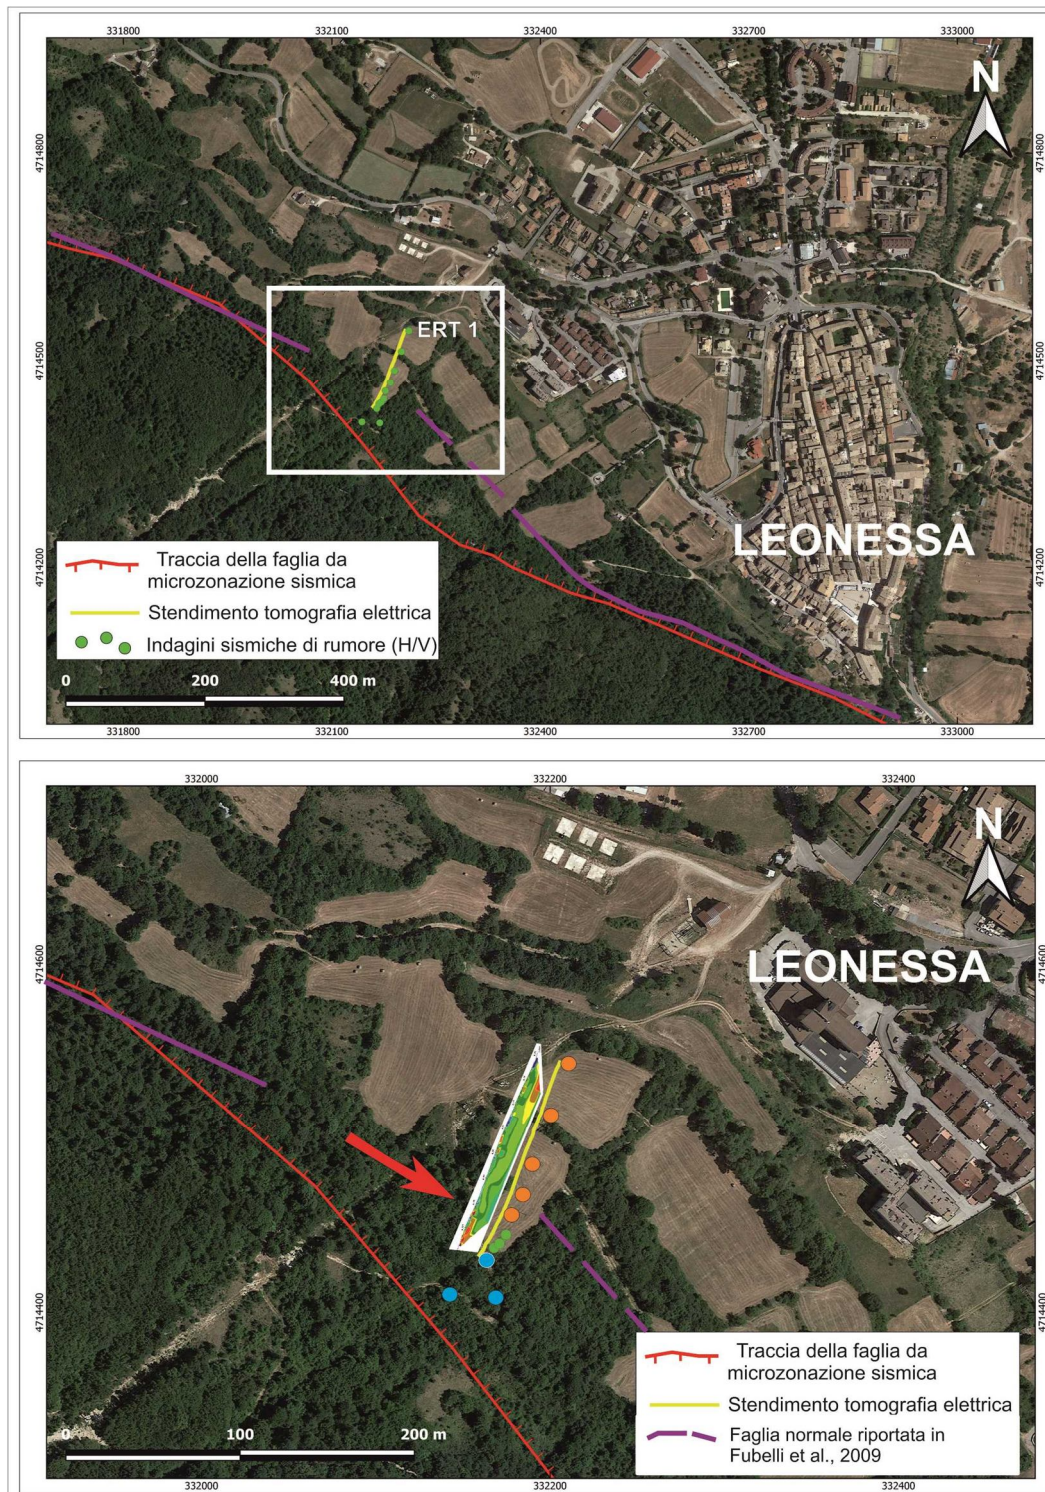 331800 332100 332400 332700 333000
N
4714800 4714800
ERT 1
4714500 4714500
LEONESSA
4714200 4714200
Traccia della faglia da
microzonazione sismica
Stendimento tomografia elettrica
Indagini sismiche di rumore (H/V)
0 200 400 m
331800 332100 332400 332700 333000
332000 332200 332400
N
4714600 4714600
LEONESSA
4714400 4714400
Traccia della faglia da
microzonazione sismica
Stendimento tomografia elettrica
Faglia normale riportata in
Fubelli et al., 2009
0 100 200 m
332000 332200 332400